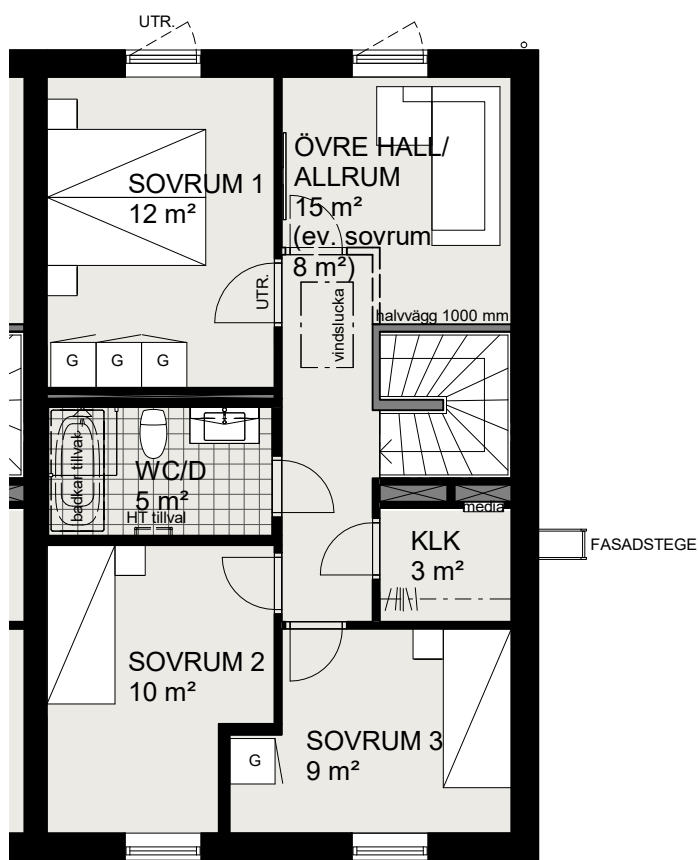 UTR.
SOVRUM 1
12 m²
ÖVRE HALL/
ALLRUM
15 m²
(ev. sovrum
8 m²)
UTR.
vindslucka
halvvägg 1000 mm
G
G
G
badkar tillval
WC/D
5 m²
HT tillval
media
KLK
3 m²
FASADSTEGE
SOVRUM 2
10 m²
SOVRUM 3
9 m²
G